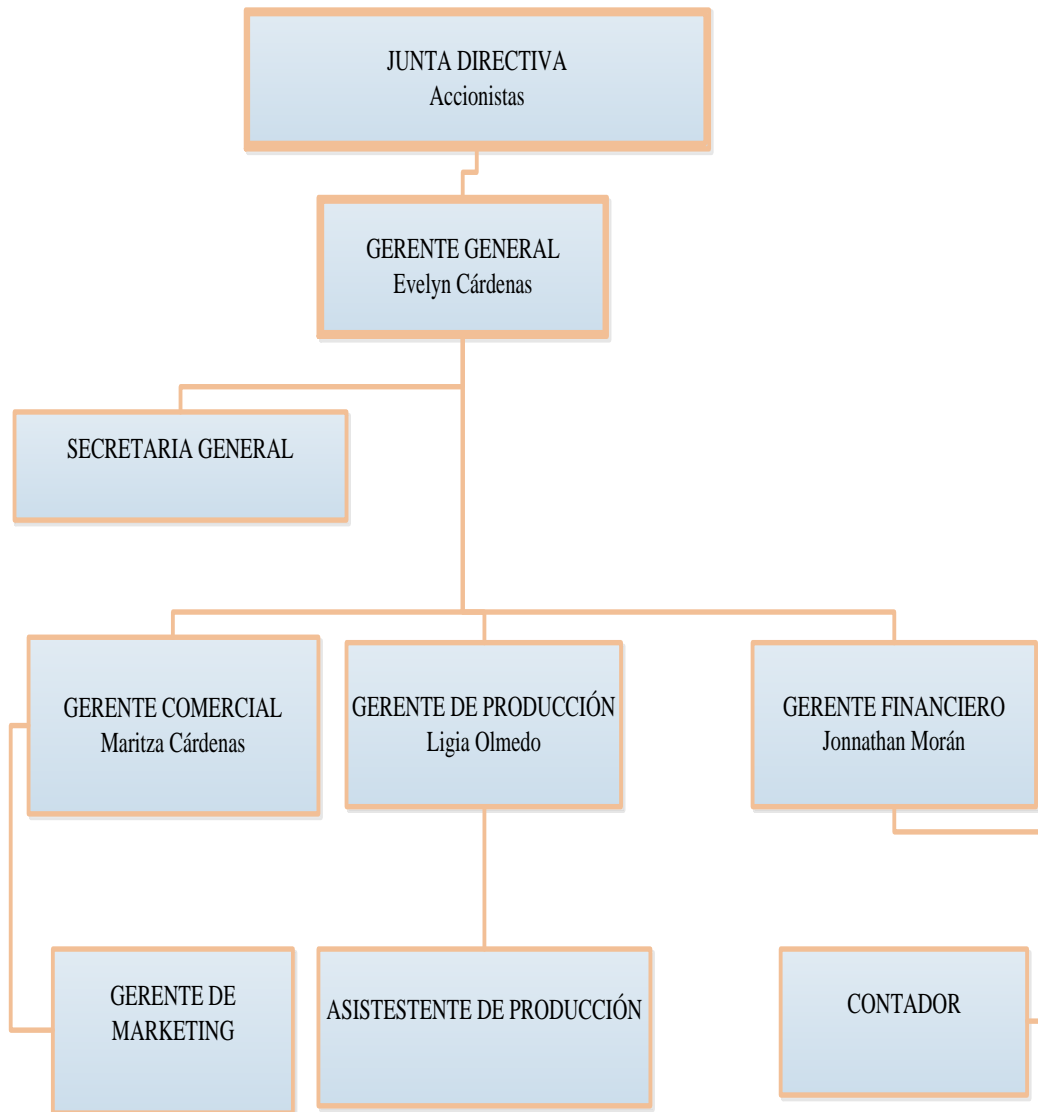 JUNTA DIRECTIVA
Accionistas
GERENTE GENERAL
Evelyn Cárdenas
SECRETARIA GENERAL
GERENTE COMERCIAL
Maritza Cárdenas
GERENTE DE PRODUCCIÓN
Ligia Olmedo
GERENTE FINANCIERO
Jonnathan Morán
GERENTE DE
MARKETING
ASISTESTENTE DE PRODUCCIÓN
CONTADOR